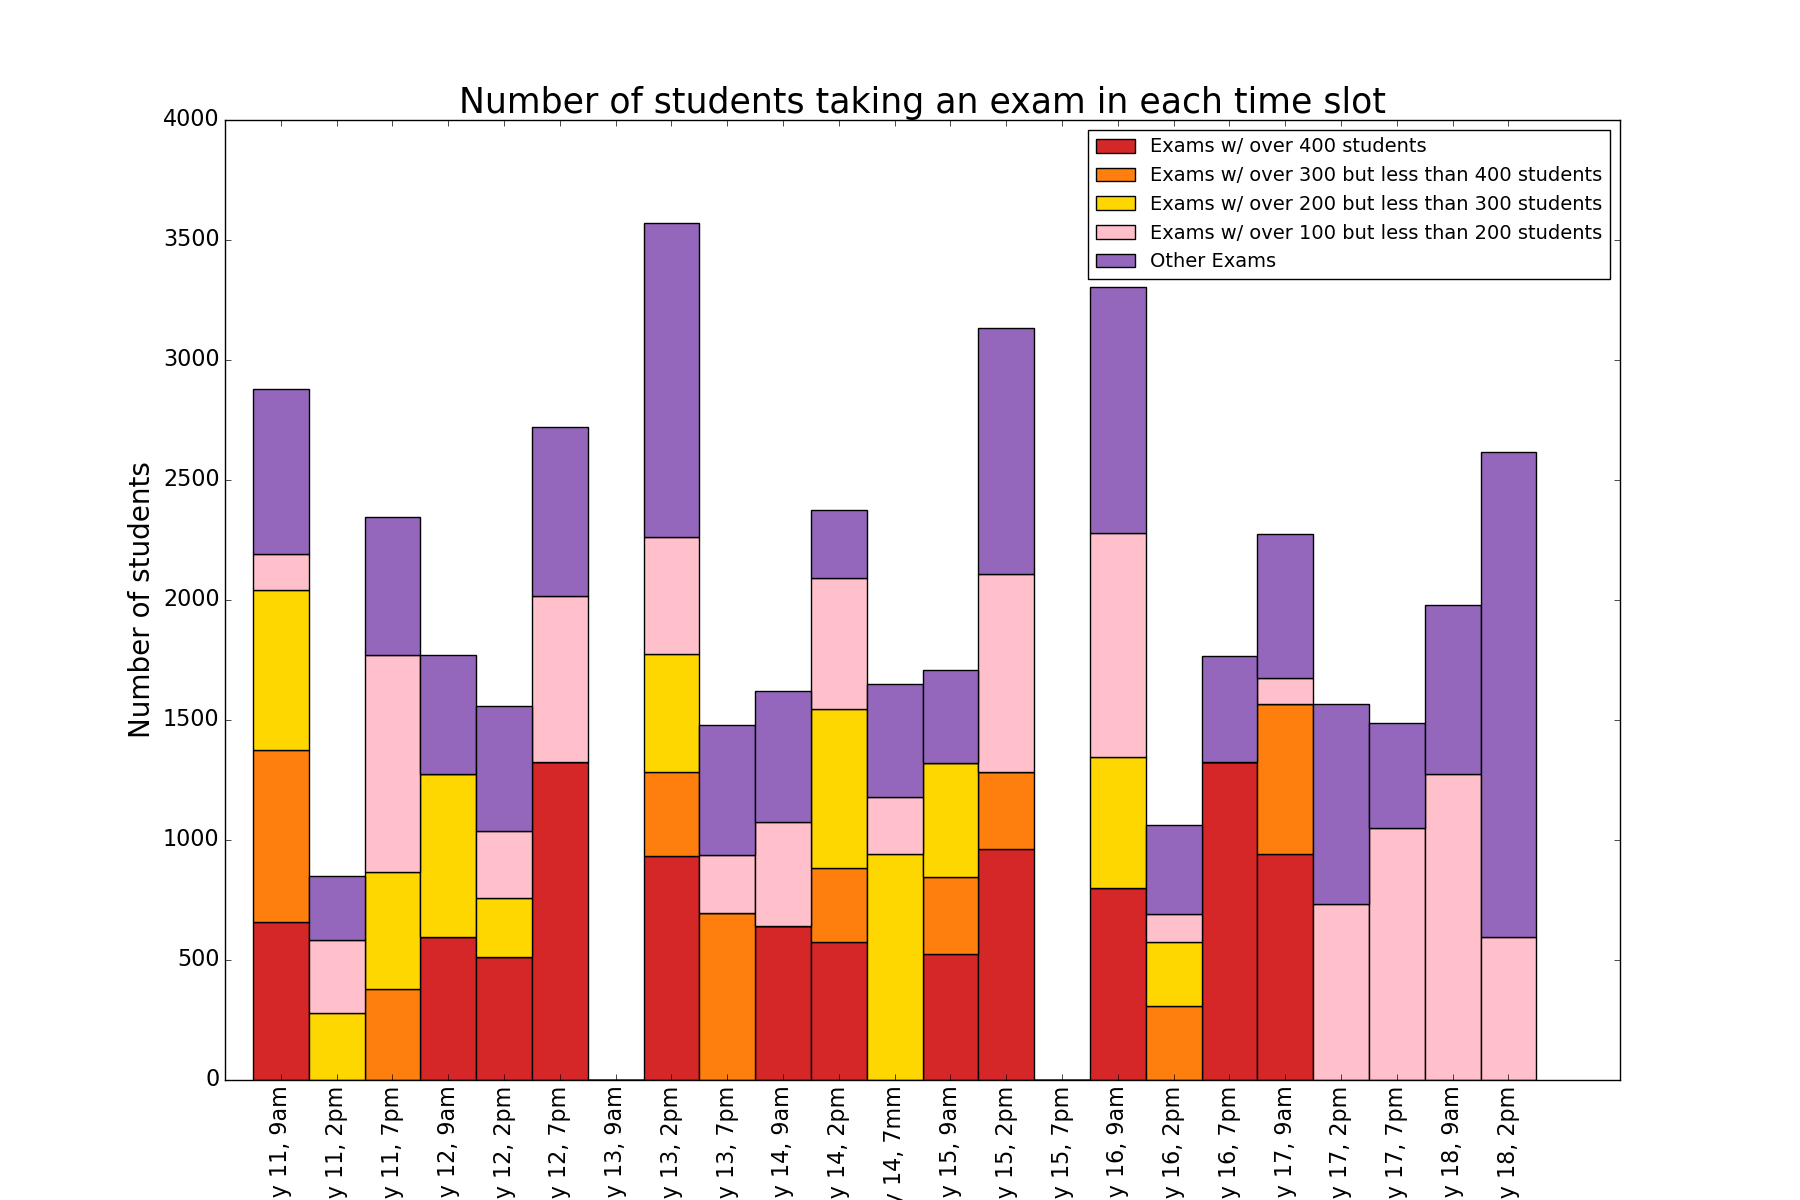 Number of students taking an exam in each time slot
Exams w/ over 400 students
Exams w/ over 300 but less than 400 students
Exams w/ over 200 but less than 300 students
Exams w/ over 100 but less than 200 students
Other Exams
Number of students
4000
3500
3000
2500
2000
1500
1000
500
0
y 11, 9am
y 11, 2pm
y 11, 7pm
y 12, 9am
y 12, 2pm
y 12, 7pm
y 13, 9am
y 13, 2pm
y 13, 7pm
y 14, 9am
y 14, 2pm
y 14, 7mm
y 15, 9am
y 15, 2pm
y 15, 7pm
y 16, 9am
y 16, 2pm
y 16, 7pm
y 17, 9am
y 17, 2pm
y 17, 7pm
y 18, 9am
y 18, 2pm